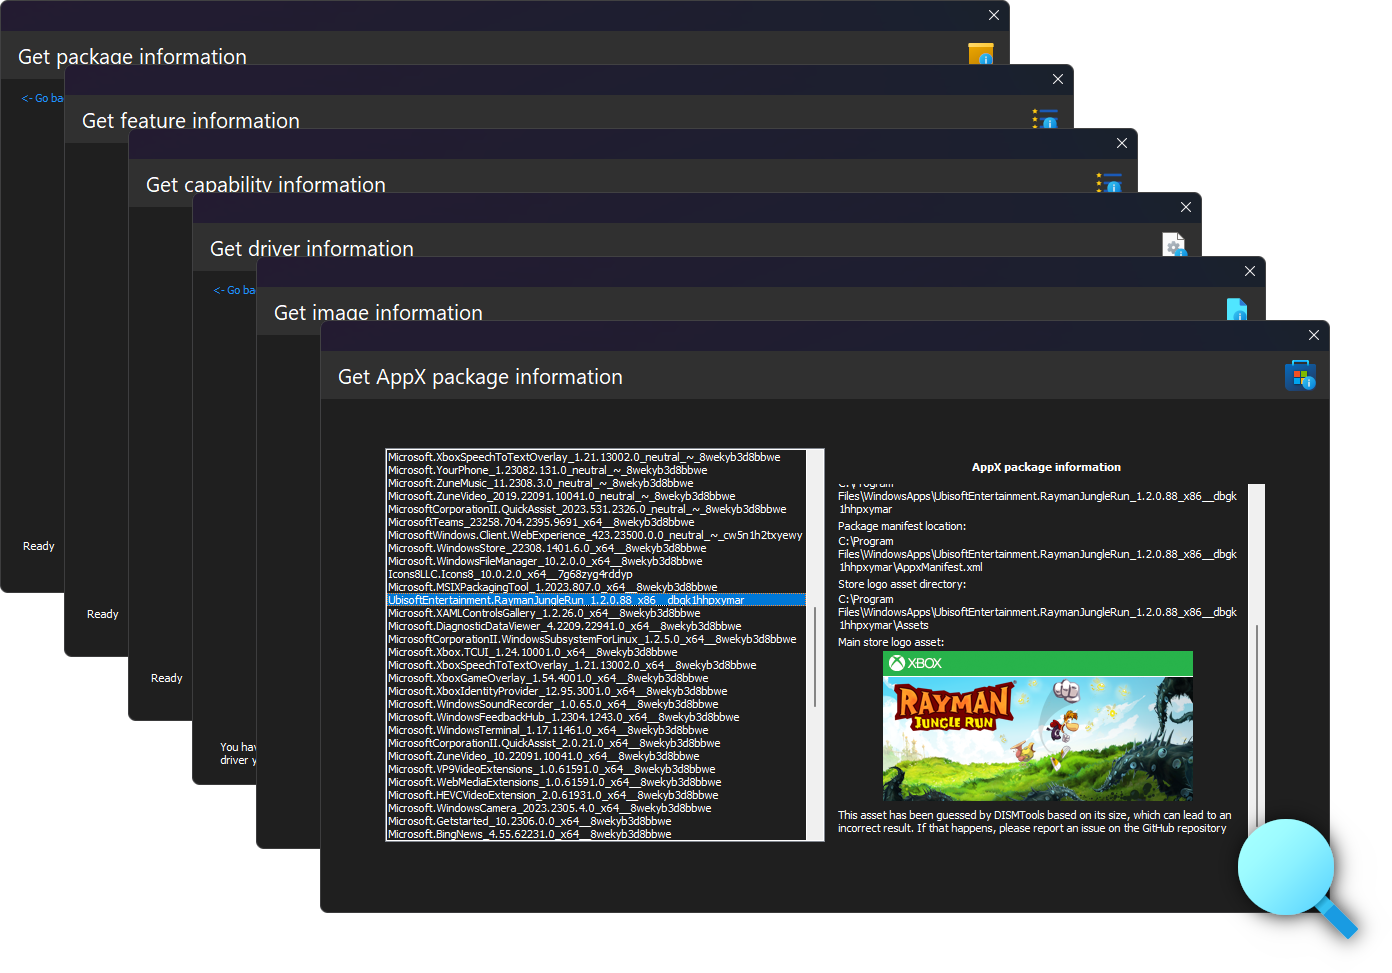 Get package information
<- Go ba
Ready
Get feature information
Ready
Get capability information
Ready
Get driver information
<- Go ba
You hav
driver y
Get image information
Get AppX package information
Microsoft.XboxSpeechToTextOverlay_1.21.13002.0_neutral_~_8wekyb3d8bbwe
Microsoft.YourPhone_1.23082.131.0_neutral_~_8wekyb3d8bbwe
Microsoft.ZuneMusic_11.2308.3.0_neutral_~_8wekyb3d8bbwe
Microsoft.ZuneVideo_2019.22091.10041.0_neutral_~_8wekyb3d8bbwe
MicrosoftCorporationII.QuickAssist_2023.531.2326.0_neutral_~_8wekyb3d8bbwe
MicrosoftTeams_23258.704.2395.9691_x64__8wekyb3d8bbwe
MicrosoftWindows.Client.WebExperience_423.23500.0.0_neutral_~_cw5n1h2txyewy
Microsoft.WindowsStore_22308.1401.6.0_x64__8wekyb3d8bbwe
Microsoft.WindowsFileManager_10.2.0.0_x64__8wekyb3d8bbwe
Icons8LLC.Icons8_10.0.2.0_x64__7g68zyg4rddyp
Microsoft.MSIXPackagingTool_1.2023.807.0_x64__8wekyb3d8bbwe
UbisoftEntertainment.RaymanJungleRun_1.2.0.88_x86__dbgk1hhpxymar
Microsoft.XAMLControlsGallery_1.2.26.0_x64__8wekyb3d8bbwe
Microsoft.DiagnosticDataViewer_4.2209.22941.0_x64__8wekyb3d8bbwe
MicrosoftCorporationII.WindowsSubsystemForLinux_1.2.5.0_x64__8wekyb3d8bbwe
Microsoft.Xbox.TCUI_1.24.10001.0_x64__8wekyb3d8bbwe
Microsoft.XboxSpeechToTextOverlay_1.21.13002.0_x64__8wekyb3d8bbwe
Microsoft.XboxGameOverlay_1.54.4001.0_x64__8wekyb3d8bbwe
Microsoft.XboxIdentityProvider_12.95.3001.0_x64__8wekyb3d8bbwe
Microsoft.WindowsSoundRecorder_1.0.65.0_x64__8wekyb3d8bbwe
Microsoft.WindowsFeedbackHub_1.2304.1243.0_x64__8wekyb3d8bbwe
Microsoft.WindowsTerminal_1.17.11461.0_x64__8wekyb3d8bbwe
MicrosoftCorporationII.QuickAssist_2.0.21.0_x64__8wekyb3d8bbwe
Microsoft.ZuneVideo_10.22091.10041.0_x64__8wekyb3d8bbwe
Microsoft.VP9VideoExtensions_1.0.61591.0_x64__8wekyb3d8bbwe
Microsoft.WebMediaExtensions_1.0.61591.0_x64__8wekyb3d8bbwe
Microsoft.HEVCVideoExtension_2.0.61931.0_x64__8wekyb3d8bbwe
Microsoft.WindowsCamera_2023.2305.4.0_x64__8wekyb3d8bbwe
Microsoft.Getstarted_10.2306.0.0_x64__8wekyb3d8bbwe
Microsoft.BingNews_4.55.62231.0_x64__8wekyb3d8bbwe
AppX package information
C:\Program
Files\WindowsApps\UbisoftEntertainment.RaymanJungleRun_1.2.0.88_x86__dbgk
1hhpxymar
Package manifest location:
C:\Program
Files\WindowsApps\UbisoftEntertainment.RaymanJungleRun_1.2.0.88_x86__dbgk
1hhpxymar\AppxManifest.xml
Store logo asset directory:
C:\Program
Files\WindowsApps\UbisoftEntertainment.RaymanJungleRun_1.2.0.88_x86__dbgk
1hhpxymar\Assets
Main store logo asset:
XBOX
RAYMAN
JUNGLE RUN
This asset has been guessed by DISMTools based on its size, which can lead to an
incorrect result. If that happens, please report an issue on the GitHub repository